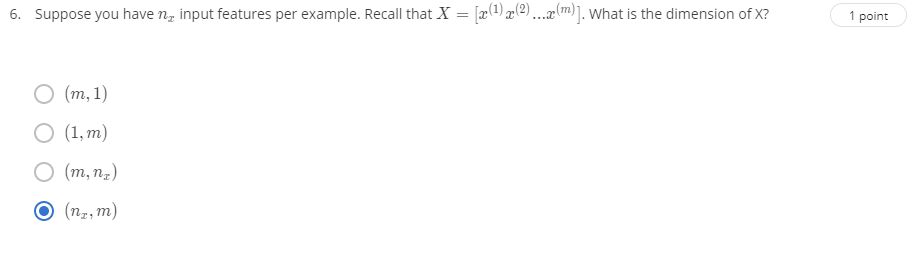 6. Suppose you have $n_x$ input features per example. Recall that $X = [x^{(1)} x^{(2)} ... x^{(m)}]$. What is the dimension of X?
1 point
$(m, 1)$
$(1, m)$
$(m, n_x)$
$(n_x, m)$